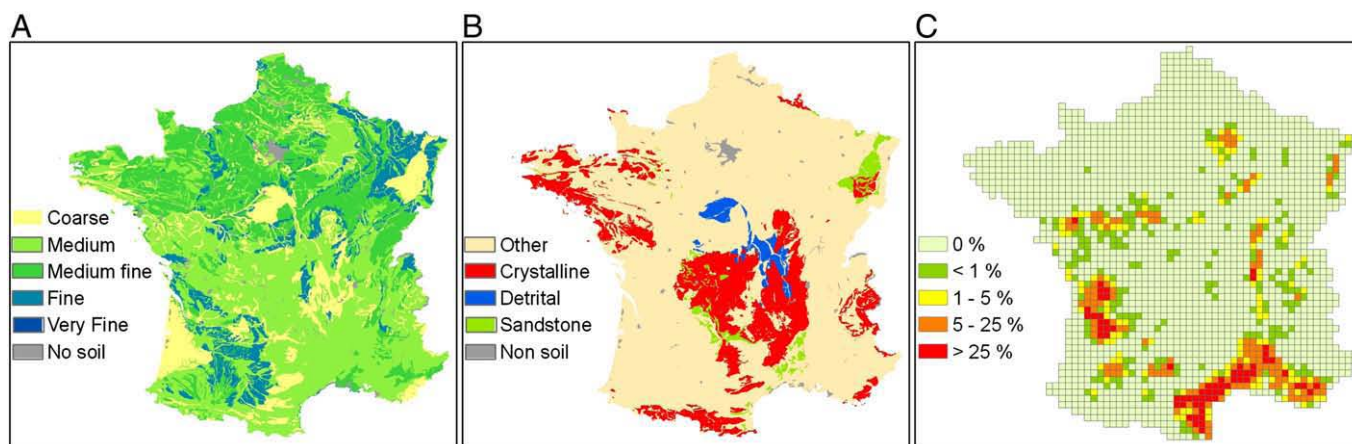 A
Coarse
Medium
Medium fine
Fine
Very Fine
No soil
B
Other
Crystalline
Detrital
Sandstone
Non soil
C
0 %
< 1 %
1 - 5 %
5 - 25 %
> 25 %